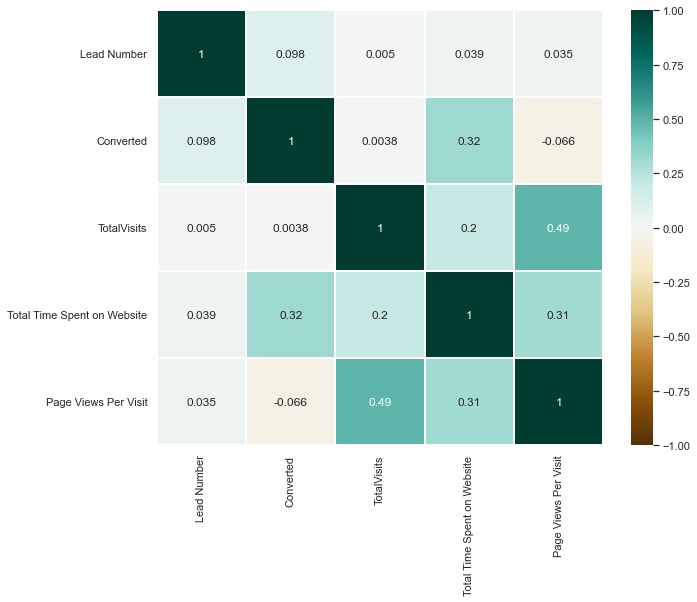 Lead Number 1 0.098 0.005 0.039 0.035
Converted 0.098 1 0.0038 0.32 -0.066
TotalVisits 0.005 0.0038 1 0.2 0.49
Total Time Spent on Website 0.039 0.32 0.2 1 0.31
Page Views Per Visit 0.035 -0.066 0.49 0.31 1
Lead Number
Converted
TotalVisits
Total Time Spent on Website
Page Views Per Visit
1.00
0.75
0.50
0.25
0.00
−0.25
−0.50
−0.75
−1.00